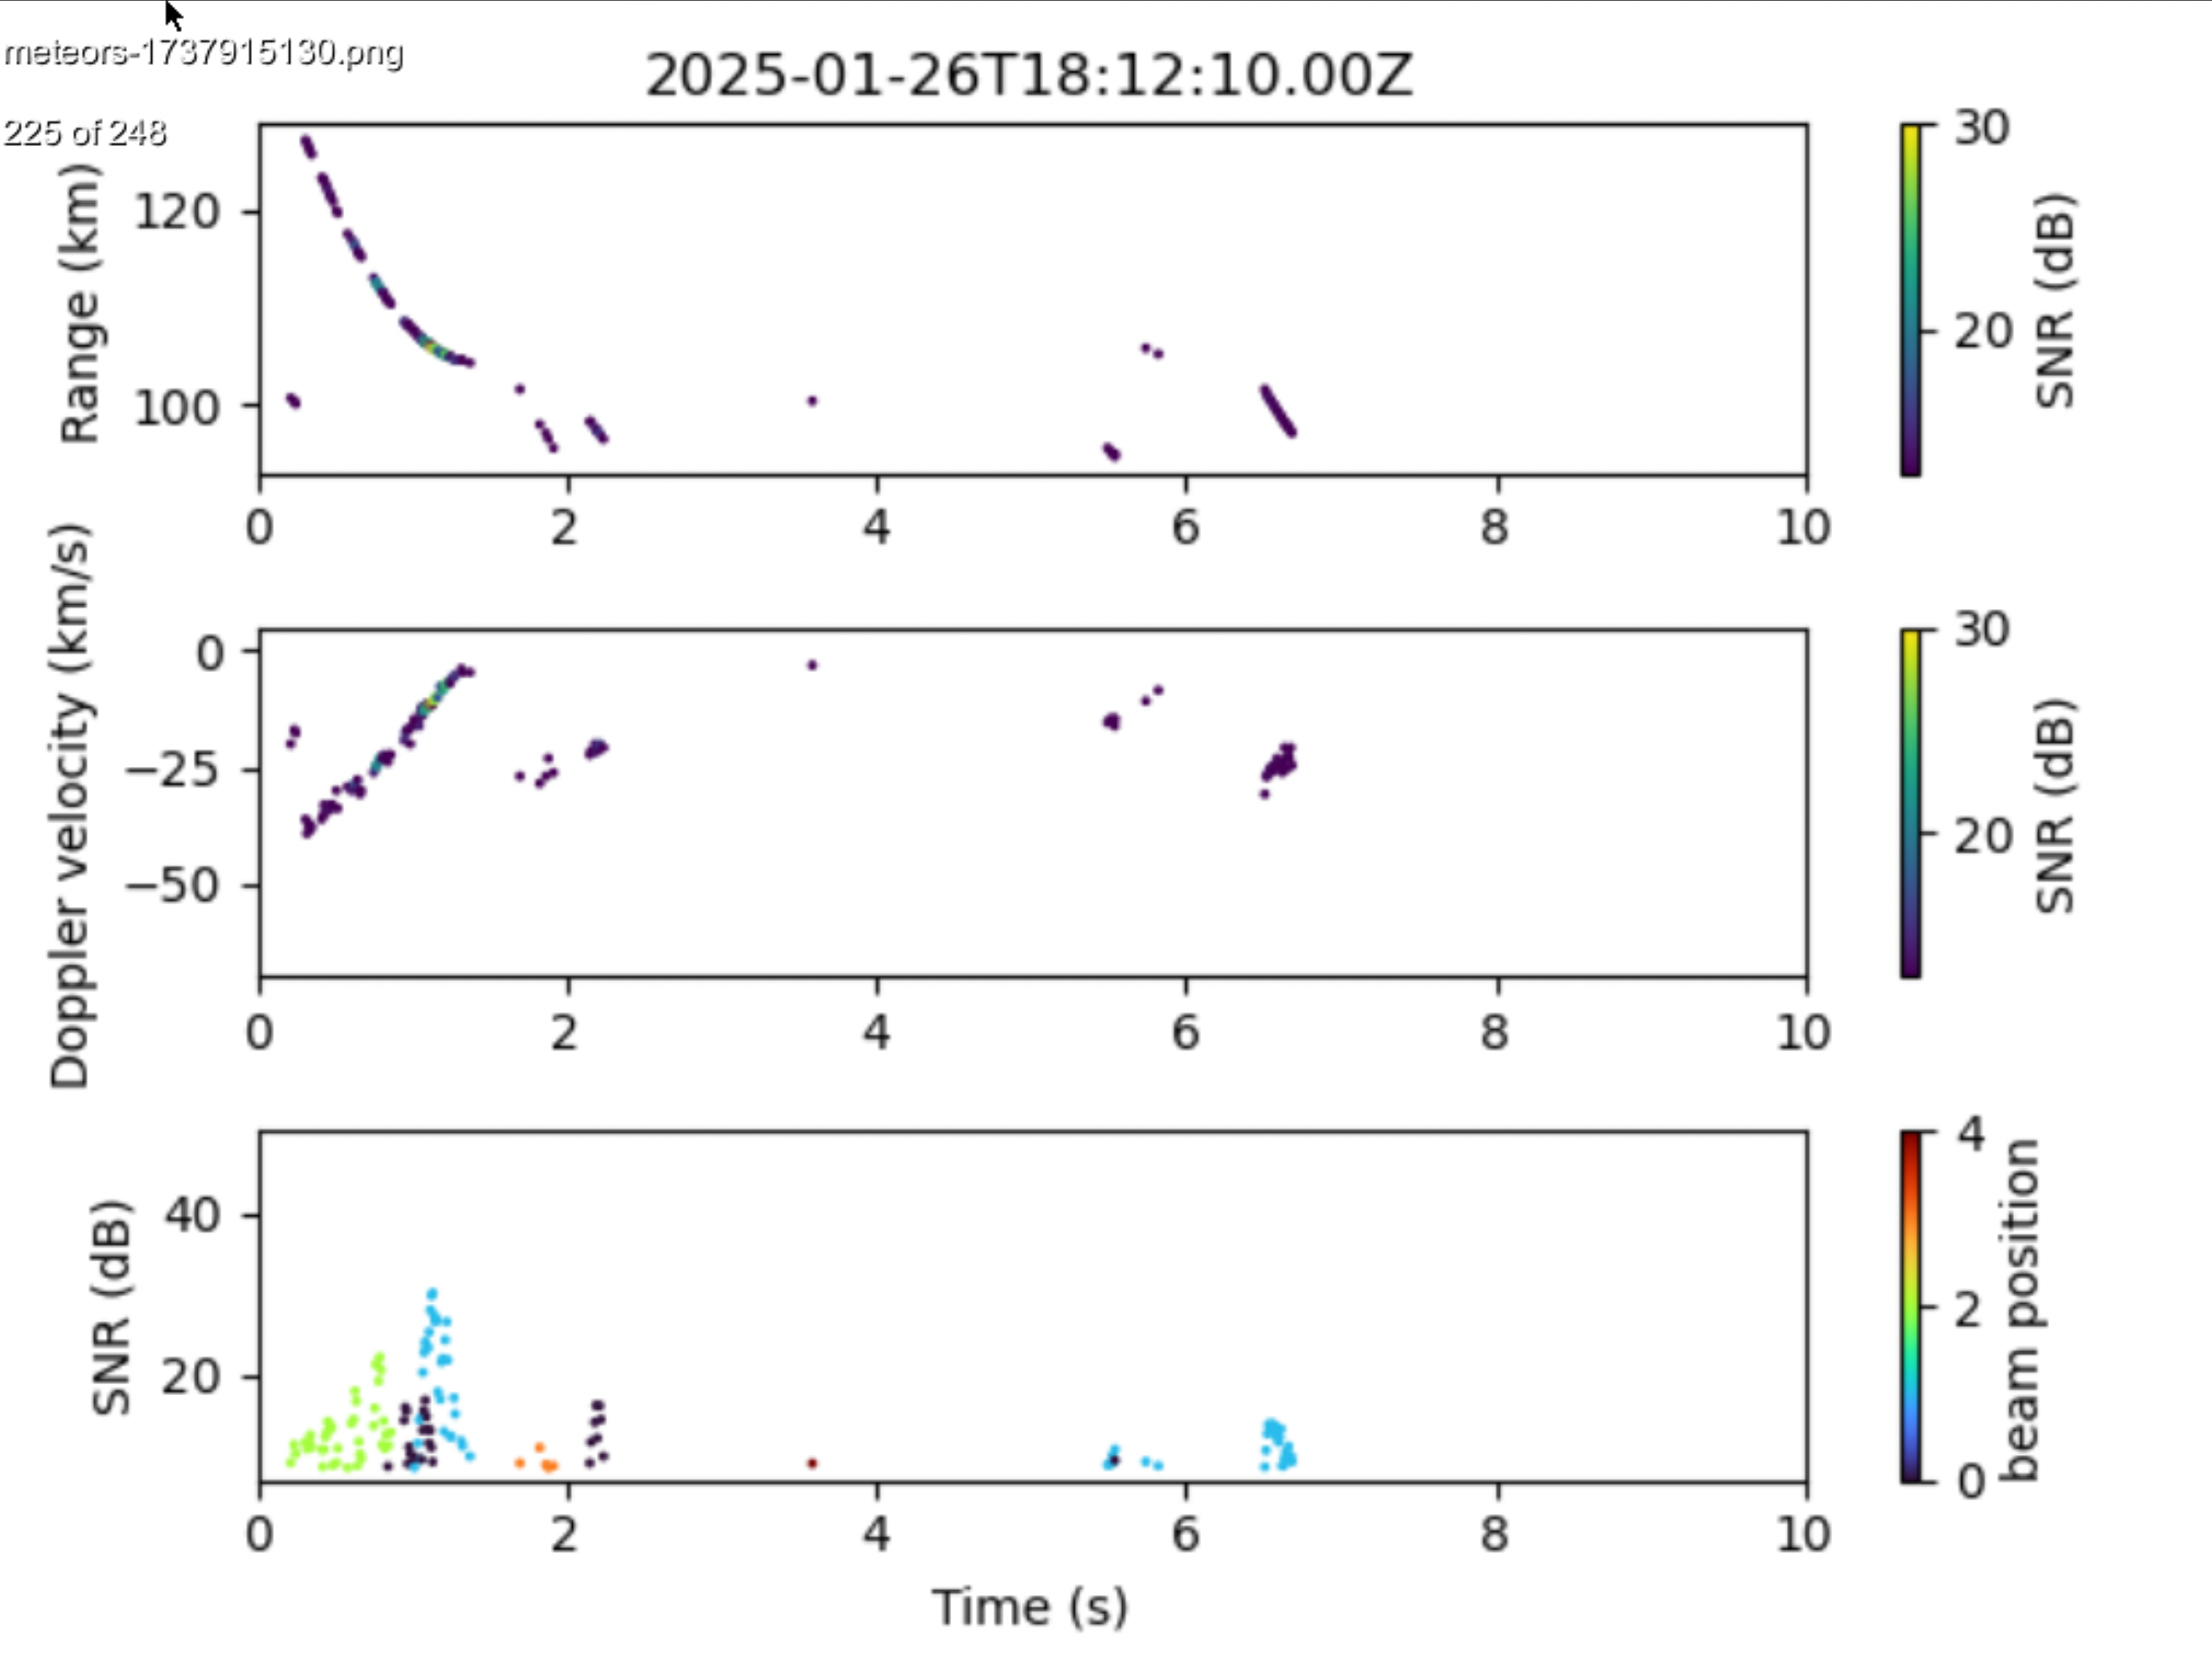 meteors-1737915130.png
225 of 248
2025-01-26T18:12:10.00Z
Range (km)
120
100
0 2 4 6 8 10
30
20
SNR (dB)
Doppler velocity (km/s)
0
−25
−50
0 2 4 6 8 10
30
20
SNR (dB)
SNR (dB)
40
20
0 2 4 6 8 10
Time (s)
4
2
0
beam position